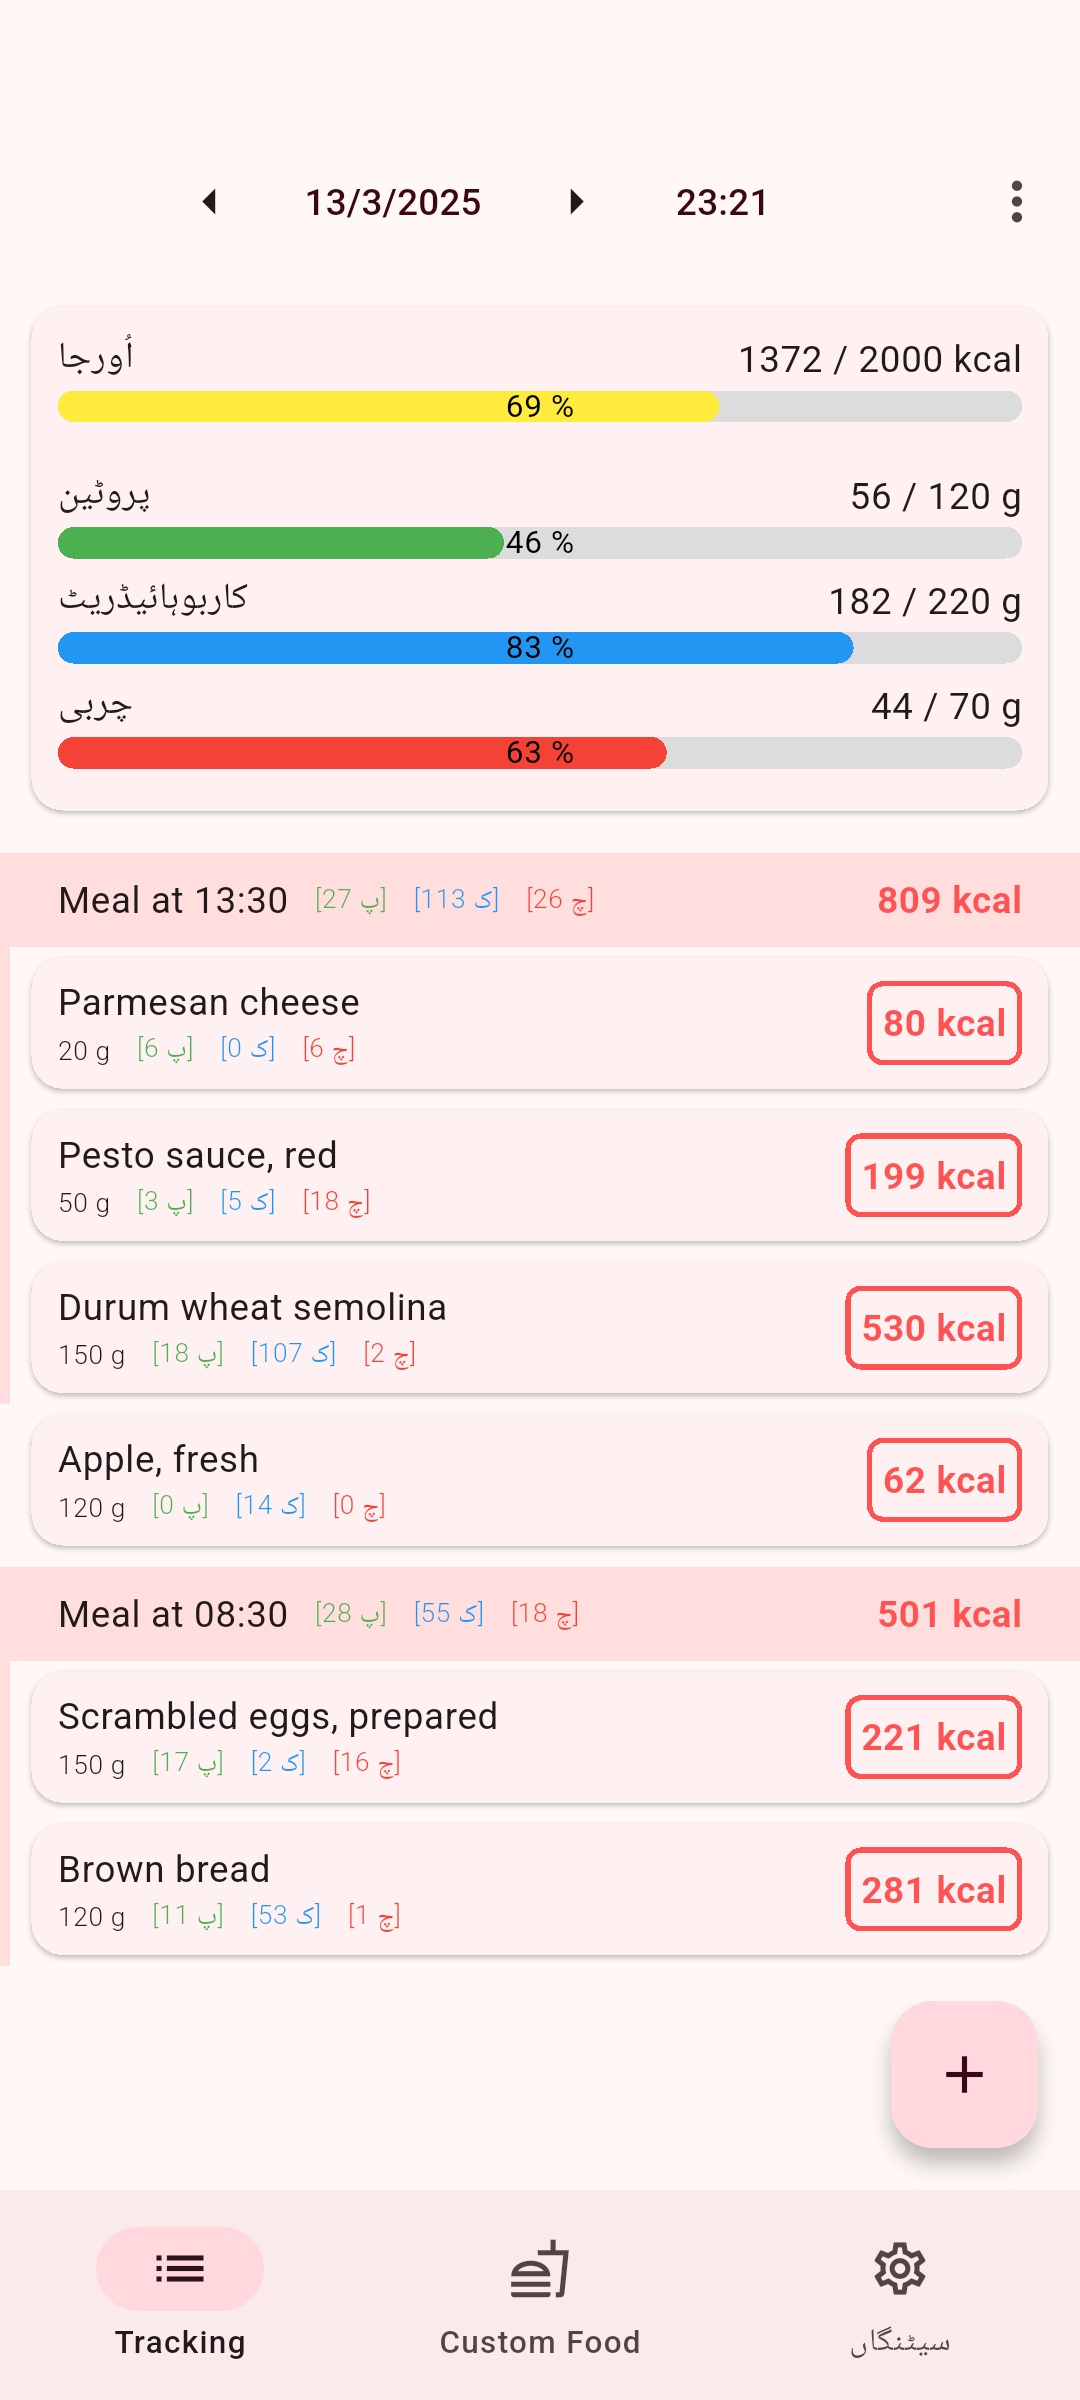 13/3/2025 23:21
اُورجا 1372 / 2000 kcal
69 %
پروٹین 56 / 120 g
46 %
کاربوہائیڈریٹ 182 / 220 g
83 %
چربی 44 / 70 g
63 %
Meal at 13:30 [27 پ] [113 ک] [26 چ] 809 kcal
Parmesan cheese
20 g [6 پ] [0 ک] [6 چ] 80 kcal
Pesto sauce, red
50 g [3 پ] [5 ک] [18 چ] 199 kcal
Durum wheat semolina
150 g [18 پ] [107 ک] [2 چ] 530 kcal
Apple, fresh
120 g [0 پ] [14 ک] [0 چ] 62 kcal
Meal at 08:30 [28 پ] [55 ک] [18 چ] 501 kcal
Scrambled eggs, prepared
150 g [17 پ] [2 ک] [16 چ] 221 kcal
Brown bread
120 g [11 پ] [53 ک] [1 چ] 281 kcal
Tracking Custom Food سیٹنگاں